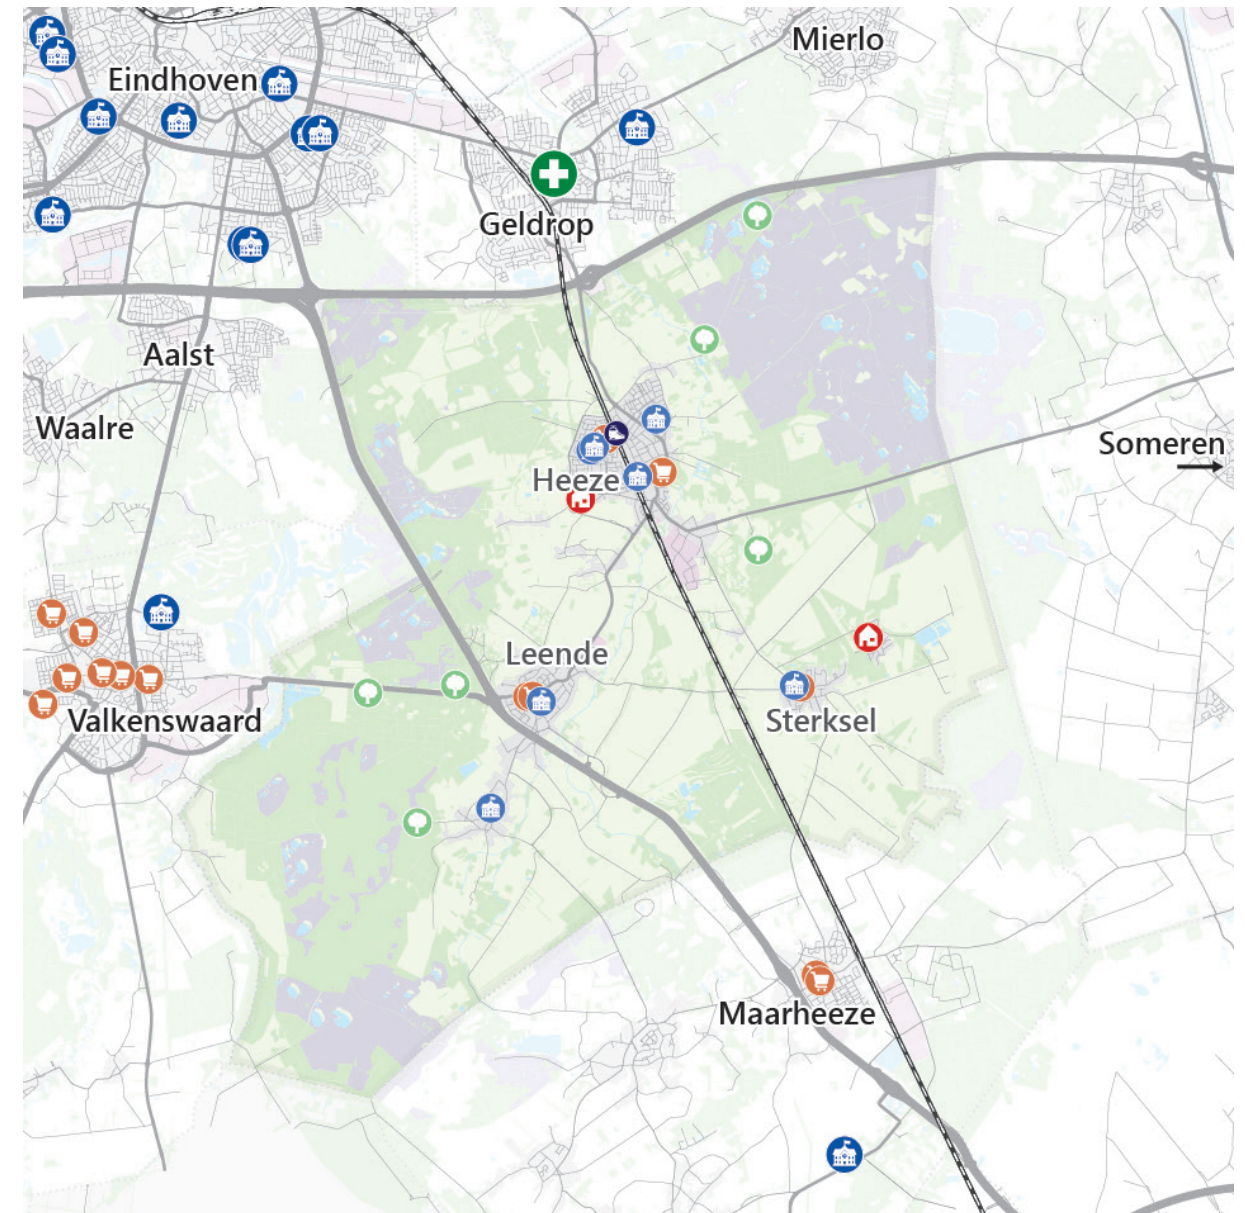 Mierlo
Eindhoven
Geldrop
Aalst
Waalre
Someren
Heeze
Leende
Valkenswaard
Sterksel
Maarheeze